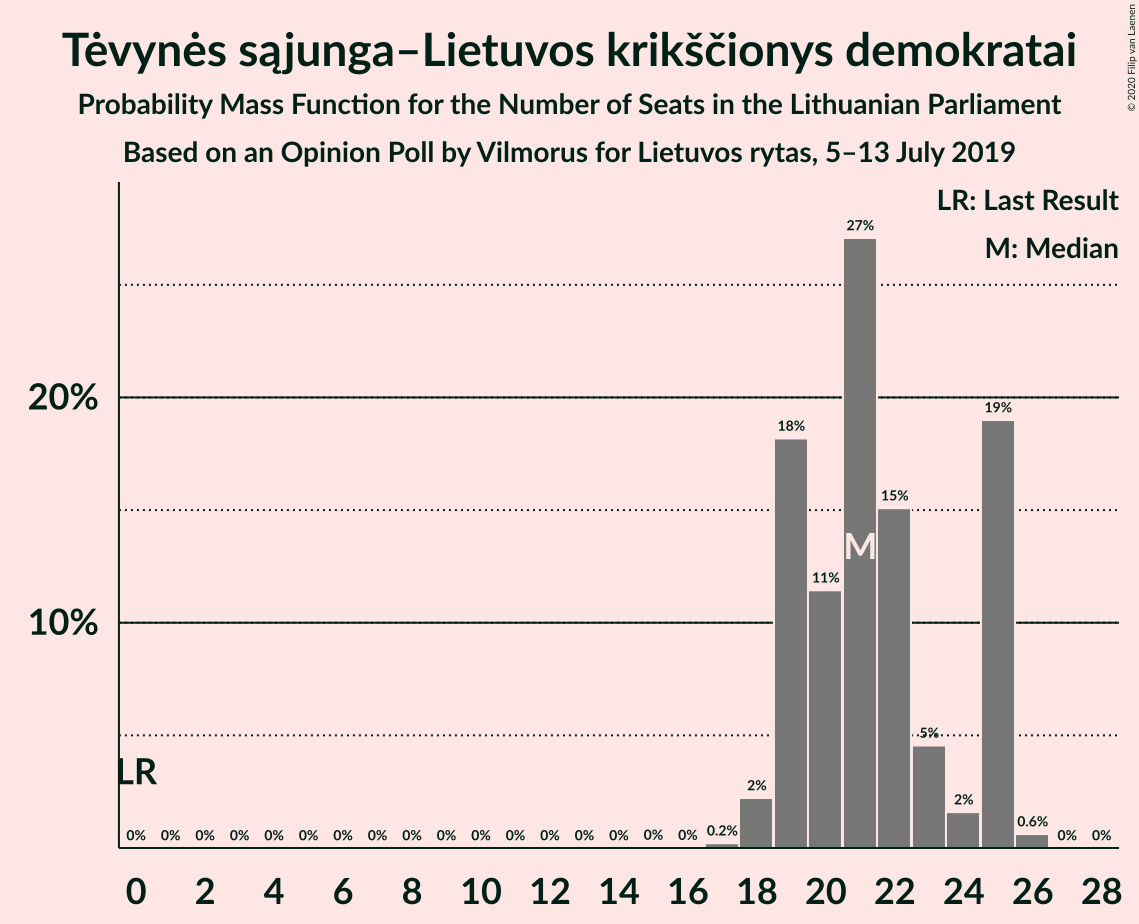 Tėvynės sąjunga–Lietuvos krikščionys demokratai
Probability Mass Function for the Number of Seats in the Lithuanian Parliament
Based on an Opinion Poll by Vilmorus for Lietuvos rytas, 5–13 July 2019
© 2020 Filip van Laenen
LR: Last Result
M: Median
27%
20%
19%
18%
15%
M
11%
10%
5%
LR
2%
2%
0% 0% 0% 0% 0% 0% 0% 0% 0% 0% 0% 0% 0% 0% 0% 0% 0% 0.2% 0.6% 0% 0%
0 2 4 6 8 10 12 14 16 18 20 22 24 26 28